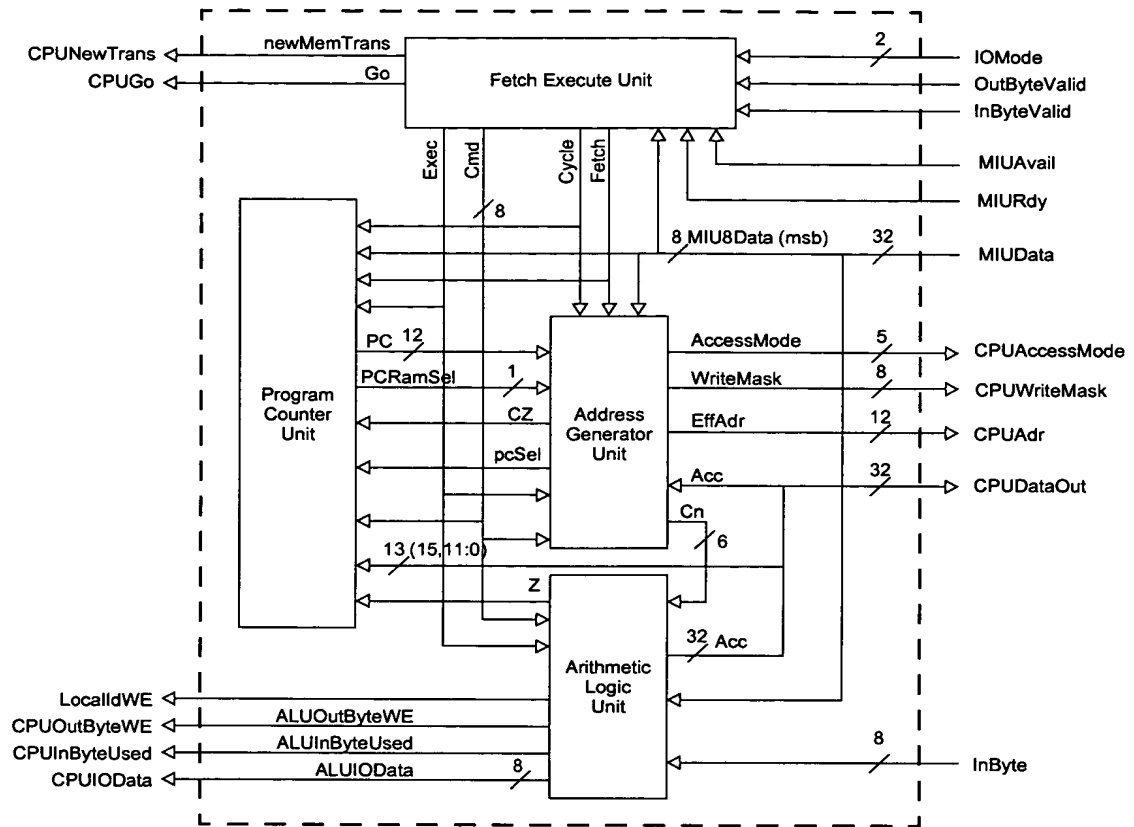 newMemTrans
CPUNewTrans
Go
CPUGo
Fetch Execute Unit
2
IOMode
OutByteValid
InByteValid
Exec
Cmd
Cycle
Fetch
MIUAvail
MIURdy
8
8 MIU8Data (msb)
32
MIUData
PC 12
PCRamSel 1
CZ
pcSel
Program
Counter
Unit
Address
Generator
Unit
AccessMode
5
CPUAccessMode
WriteMask
8
CPUWriteMask
EffAdr
12
CPUAdr
Acc
32
CPUDataOut
Cn
6
13 (15,11:0)
Z
32 Acc
Arithmetic
Logic
Unit
LocalIdWE
CPUOutByteWE
ALUOutByteWE
CPUInByteUsed
ALUInByteUsed
CPUIOData
ALUIOData
8
8
InByte